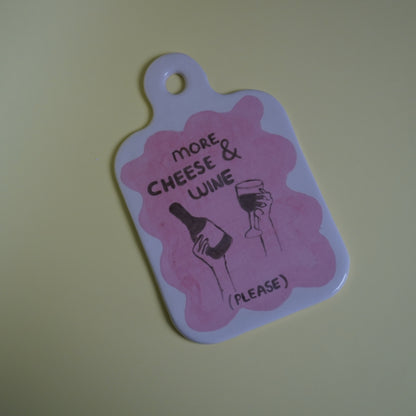 MORE
CHEESE &
WINE
(PLEASE)